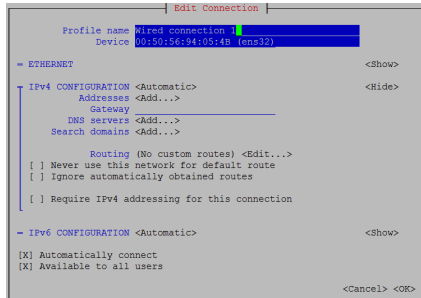 Edit Connection
Profile name Wired connection 1
Device 00:50:56:94:05:4B (ens32)
= ETHERNET <Show>
IPv4 CONFIGURATION <Automatic> <Hide>
Addresses <Add...>
Gateway
DNS servers <Add...>
Search domains <Add...>
Routing (No custom routes) <Edit...>
[ ] Never use this network for default route
[ ] Ignore automatically obtained routes
[ ] Require IPv4 addressing for this connection
= IPv6 CONFIGURATION <Automatic> <Show>
[X] Automatically connect
[X] Available to all users
<Cancel> <OK>